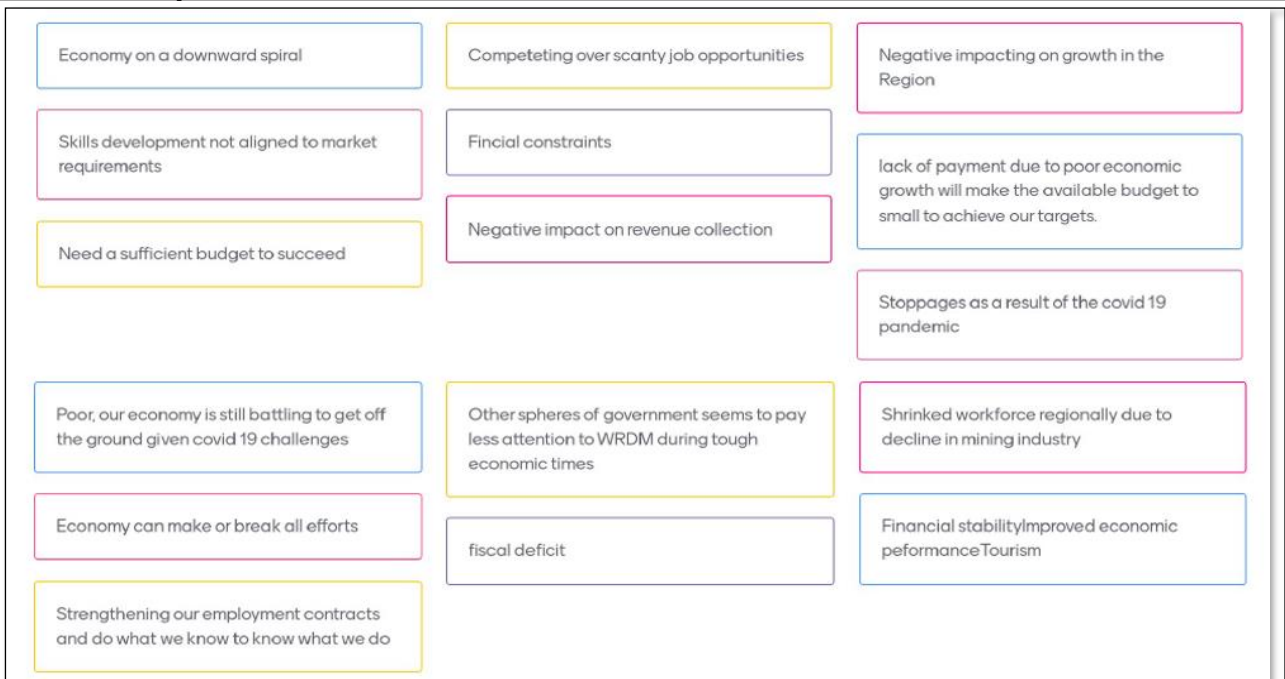 Economy on a downward spiral
Skills development not aligned to market
requirements
Need a sufficient budget to succeed
Competeting over scanty job opportunities
Fincial constraints
Negative impact on revenue collection
Negative impacting on growth in the
Region
lack of payment due to poor economic
growth will make the available budget to
small to achieve our targets.
Stoppages as a result of the covid 19
pandemic
Poor, our economy is still battling to get off
the ground given covid 19 challenges
Economy can make or break all efforts
Strengthening our employment contracts
and do what we know to know what we do
Other spheres of government seems to pay
less attention to WRDM during tough
economic times
fiscal deficit
Shrinked workforce regionally due to
decline in mining industry
Financial stabilityImproved economic
peformanceTourism